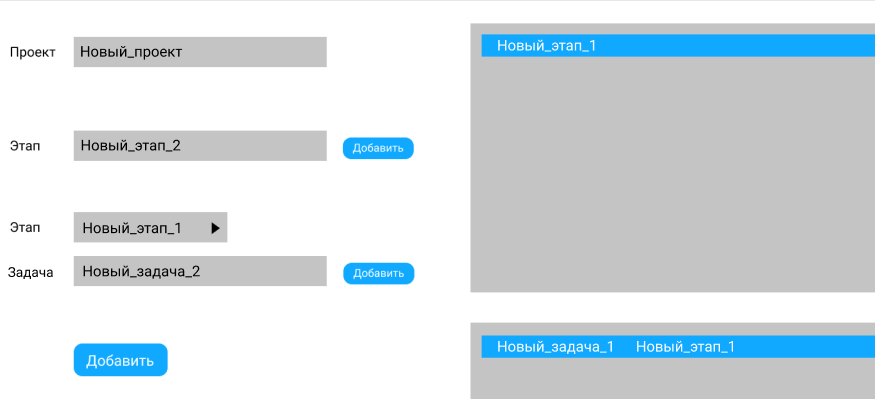 Проект Новый_проект
Этап Новый_этап_2 Добавить
Этап Новый_этап_1
Задача Новый_задача_2 Добавить
Добавить
Новый_этап_1
Новый_задача_1 Новый_этап_1